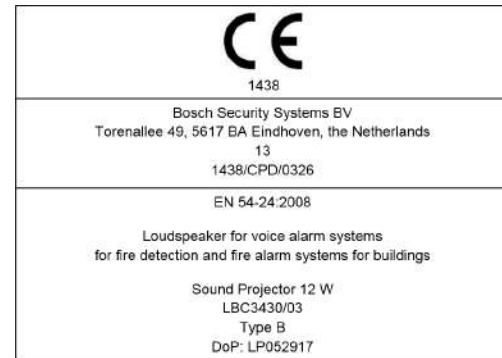 CE
1438
Bosch Security Systems BV
Torenallee 49, 5617 BA Eindhoven, the Netherlands
13
1438/CPD/0326
EN 54-24:2008
Loudspeaker for voice alarm systems
for fire detection and fire alarm systems for buildings
Sound Projector 12 W
LBC3430/03
Type B
DoP: LP052917